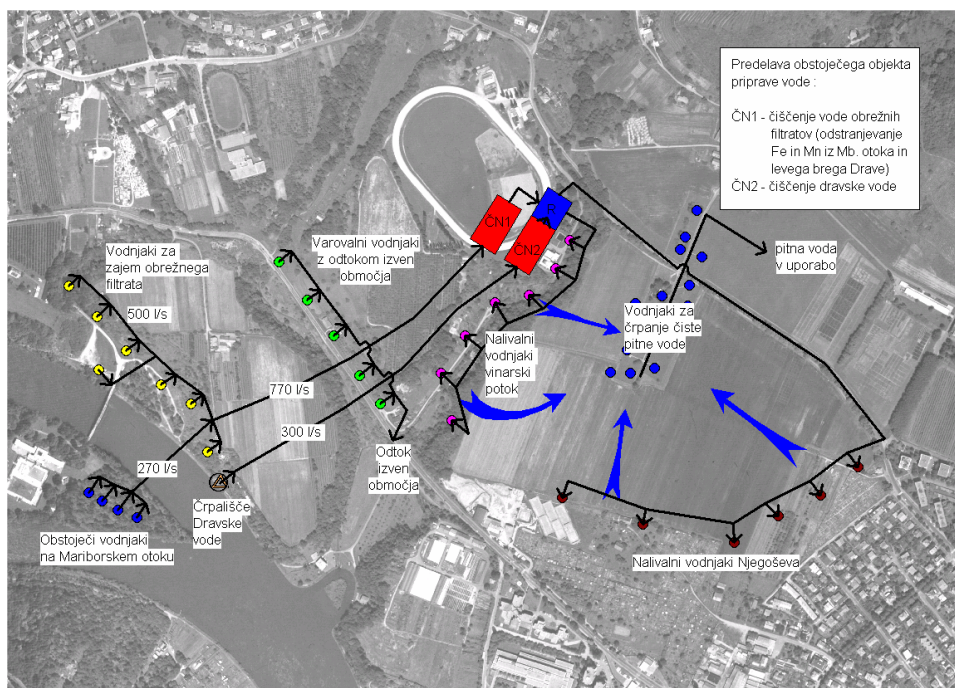 Predelava obstoječega objekta
priprave vode :
ČN1 - čiščenje vode obrežnih
filtratov (odstranjevanje
Fe in Mn iz Mb. otoka in
levega brega Drave)
ČN2 - čiščenje dravske vode
R
ČN1
ČN2
Varovalni vodnjaki
z odtokom izven
območja
Vodnjaki za
zajem obrežnega
filtrata
500 l/s
pitna voda
v uporabo
Vodnjaki za
črpanje čiste
pitne vode
Nalivalni
vodnjaki
vinarski
potok
770 l/s
300 l/s
270 l/s
Odtok
izven
območja
Črpališče
Dravske
vode
Obstoječi vodnjaki
na Mariborskem otoku
Nalivalni vodnjaki Njegoševa